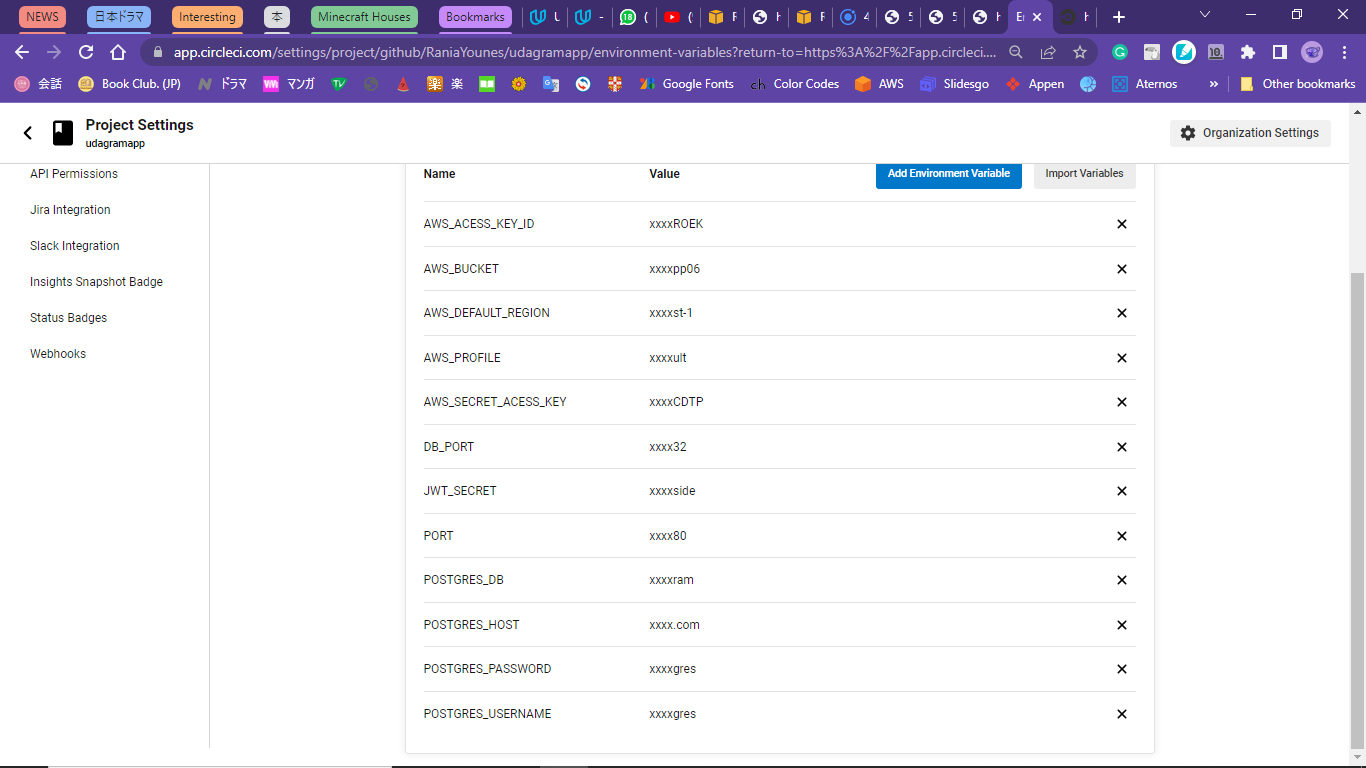 NEWS 日本ドラマ Interesting 本 Minecraft Houses Bookmarks
app.circleci.com/settings/project/github/RaniaYounes/udagramapp/environment-variables?return-to=https%3A%2F%2Fapp.circleci....
会話 Book Club. (JP) ドラマ マンガ 楽 Google Fonts Color Codes AWS Slidesgo Appen Aternos » Other bookmarks
Project Settings
udagramapp
Organization Settings
API Permissions
Jira Integration
Slack Integration
Insights Snapshot Badge
Status Badges
Webhooks
Name Value Add Environment Variable Import Variables
AWS_ACESS_KEY_ID xxxxROEK
AWS_BUCKET xxxxpp06
AWS_DEFAULT_REGION xxxxst-1
AWS_PROFILE xxxxult
AWS_SECRET_ACESS_KEY xxxxCDTP
DB_PORT xxxx32
JWT_SECRET xxxxside
PORT xxxx80
POSTGRES_DB xxxxram
POSTGRES_HOST xxxx.com
POSTGRES_PASSWORD xxxxgres
POSTGRES_USERNAME xxxxgres